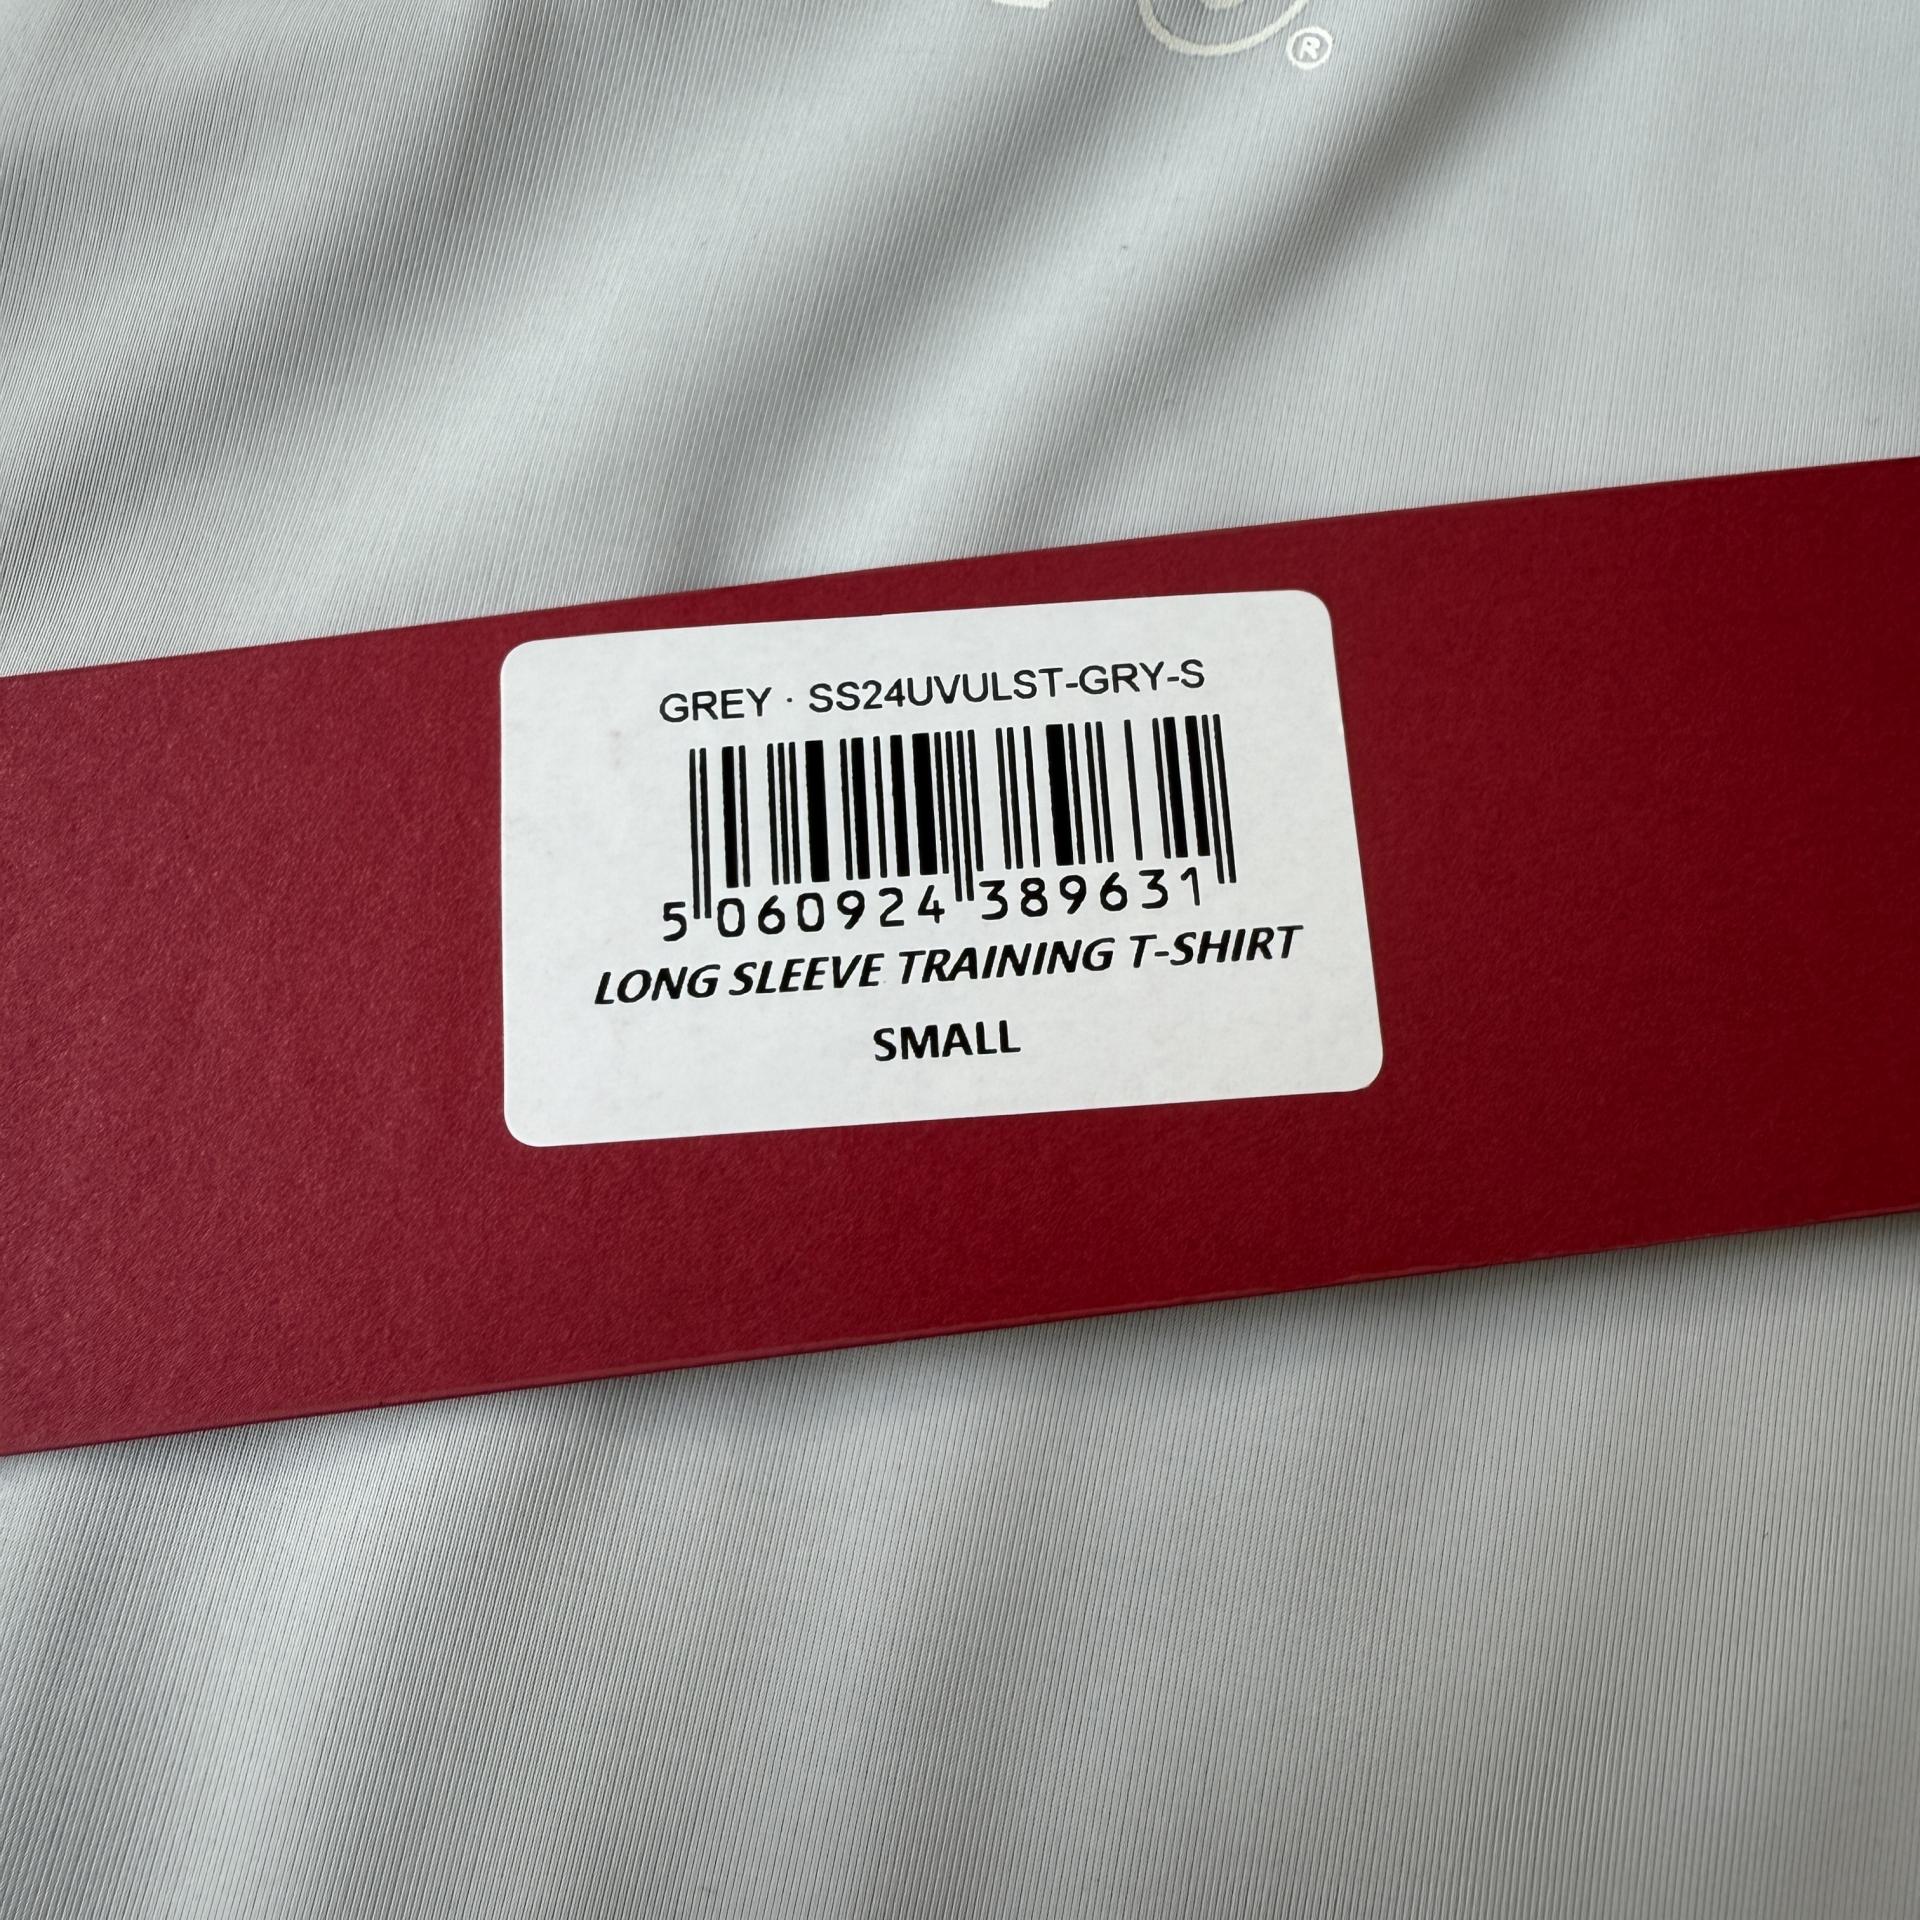 ®
GREY · SS24UVULST-GRY-S
5 060924 389631
LONG SLEEVE TRAINING T-SHIRT
SMALL